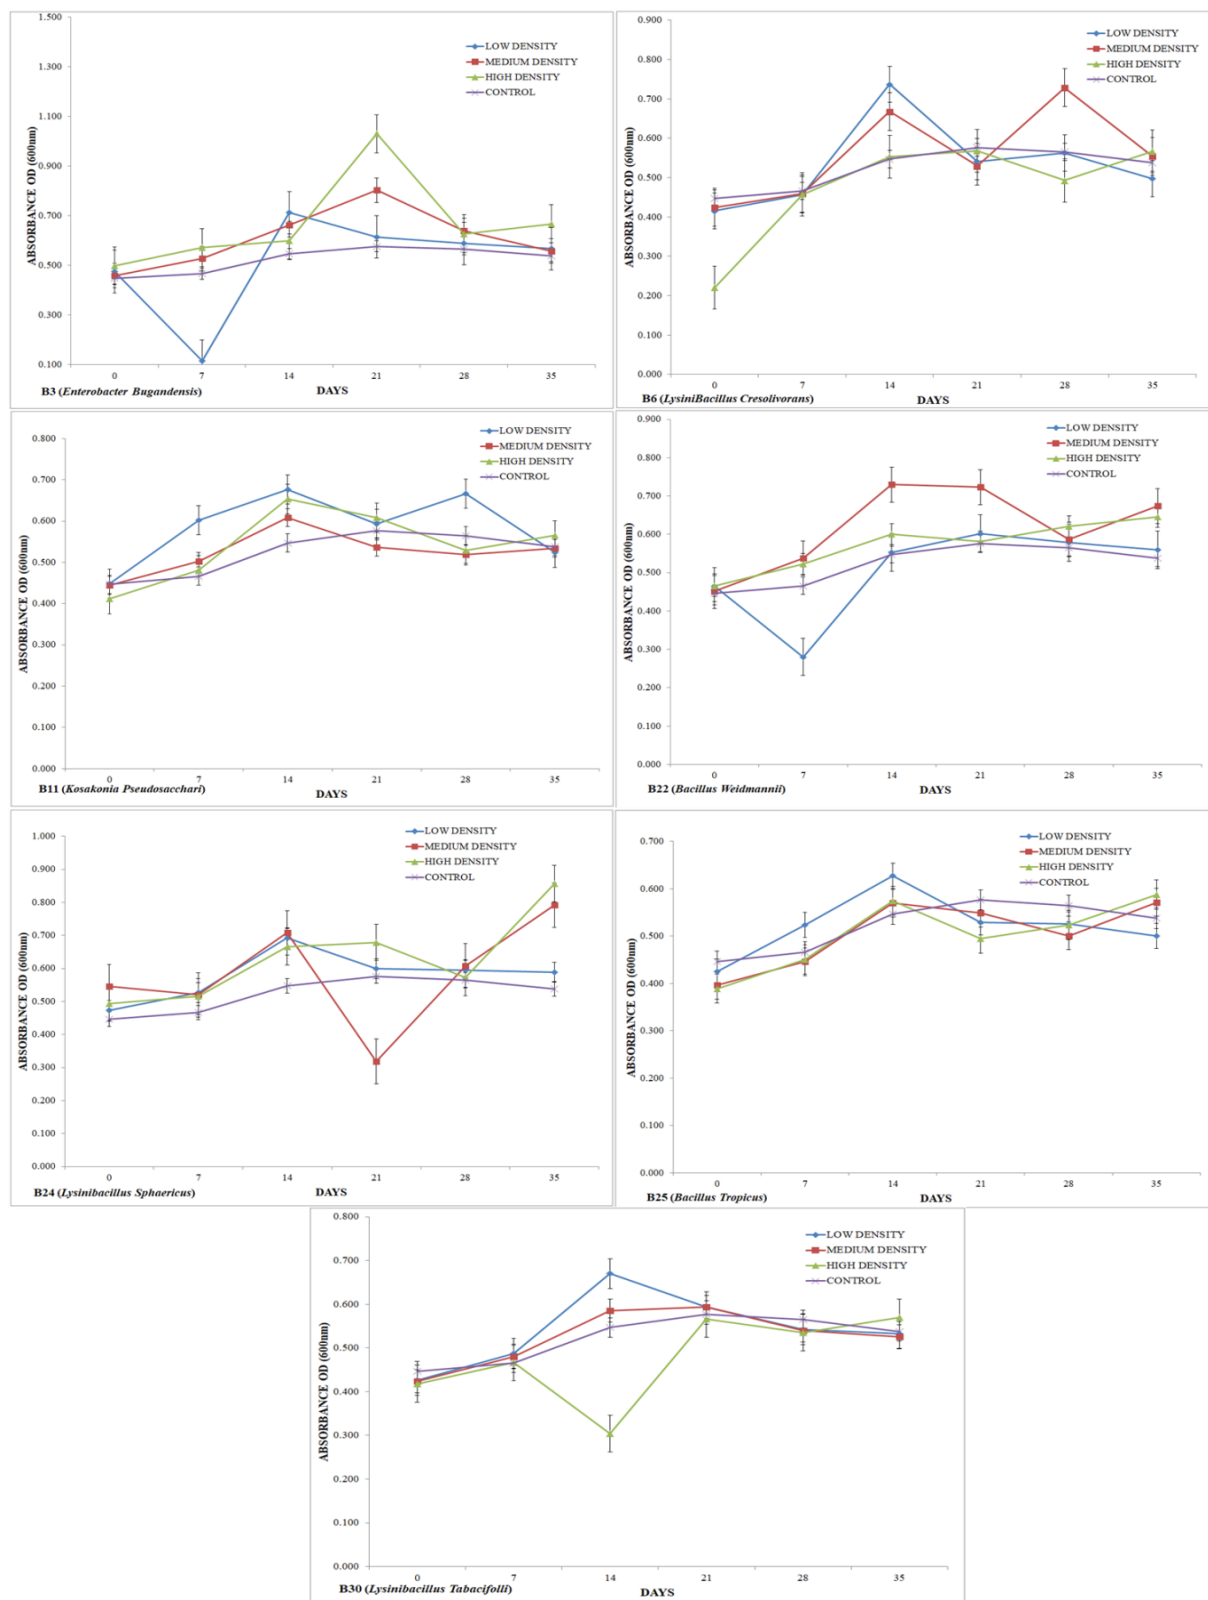 1.500
1.300
1.100
0.900
0.700
0.500
0.300
0.100
ABSORBANCE OD (600nm)
LOW DENSITY
MEDIUM DENSITY
HIGH DENSITY
CONTROL
0 7 14 21 28 35
B3 (Enterobacter Bugandensis) DAYS
0.900
0.800
0.700
0.600
0.500
0.400
0.300
0.200
0.100
0.000
ABSORBANCE OD (600nm)
LOW DENSITY
MEDIUM DENSITY
HIGH DENSITY
CONTROL
0 7 14 21 28 35
B6 (LysiniBacillus Cresolivorans) DAYS
0.800
0.700
0.600
0.500
0.400
0.300
0.200
0.100
0.000
ABSORBANCE OD (600nm)
LOW DENSITY
MEDIUM DENSITY
HIGH DENSITY
CONTROL
0 7 14 21 28 35
B11 (Kosakonia Pseudosacchari) DAYS
0.900
0.800
0.700
0.600
0.500
0.400
0.300
0.200
0.100
0.000
ABSORBANCE OD (600nm)
LOW DENSITY
MEDIUM DENSITY
HIGH DENSITY
CONTROL
0 7 14 21 28 35
B22 (Bacillus Weidmannii) DAYS
1.000
0.900
0.800
0.700
0.600
0.500
0.400
0.300
0.200
0.100
0.000
ABSORBANCE OD (600nm)
LOW DENSITY
MEDIUM DENSITY
HIGH DENSITY
CONTROL
0 7 14 21 28 35
B24 (Lysinibacillus Sphaericus) DAYS
0.700
0.600
0.500
0.400
0.300
0.200
0.100
0.000
ABSORBANCE OD (600nm)
LOW DENSITY
MEDIUM DENSITY
HIGH DENSITY
CONTROL
0 7 14 21 28 35
B25 (Bacillus Tropicus) DAYS
0.800
0.700
0.600
0.500
0.400
0.300
0.200
0.100
0.000
ABSORBANCE OD (600nm)
LOW DENSITY
MEDIUM DENSITY
HIGH DENSITY
CONTROL
0 7 14 21 28 35
B30 (Lysinibacillus Tabacifolli) DAYS